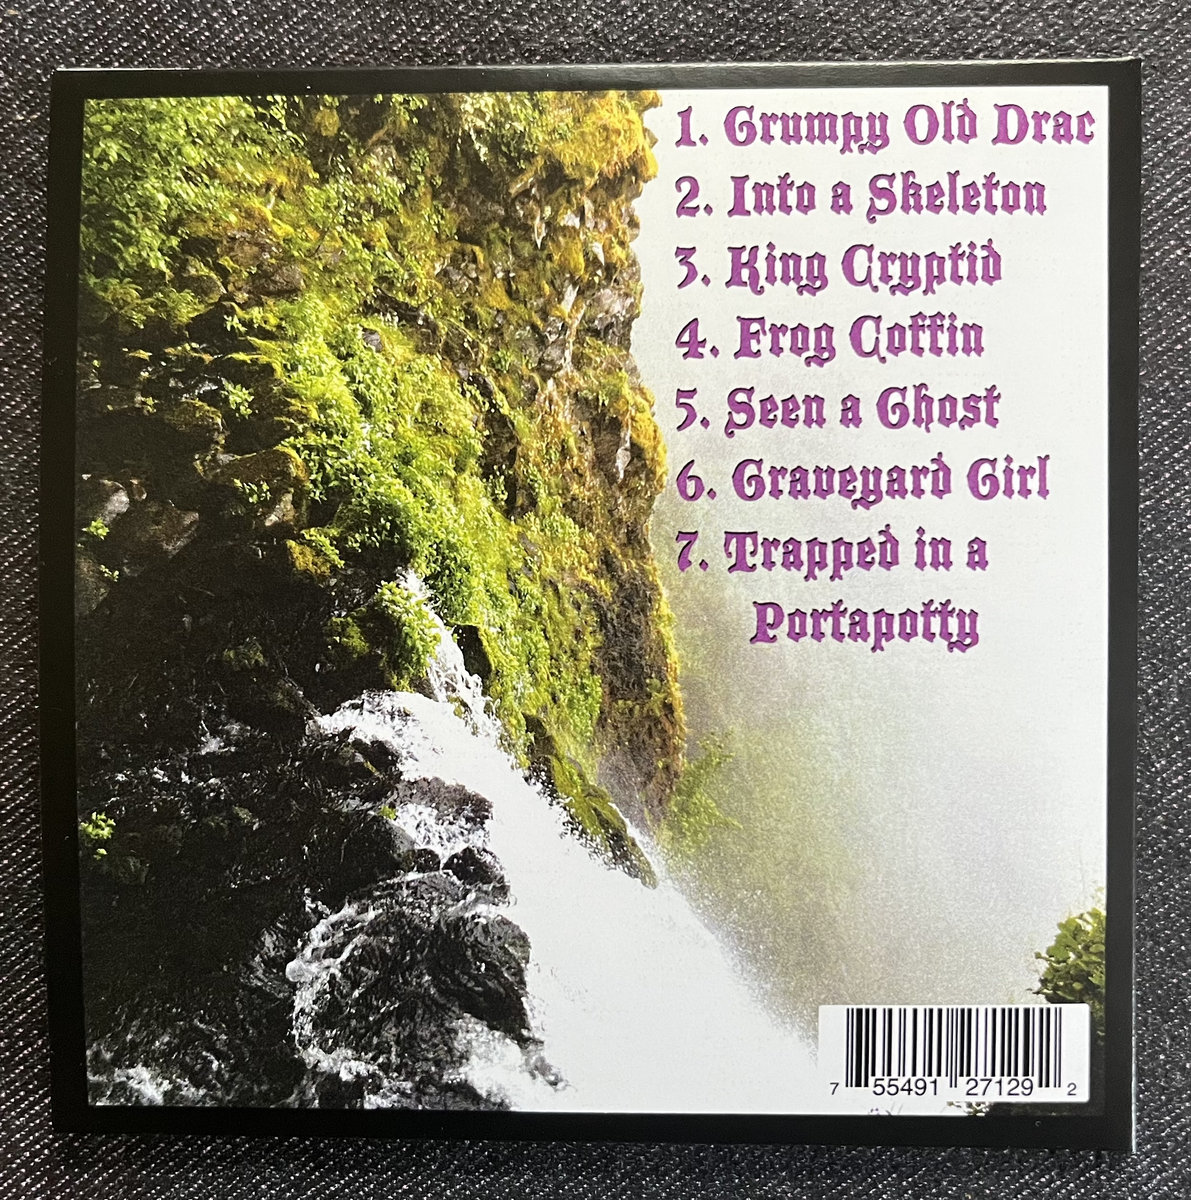 1. Grumpy Old Drac
2. Into a Skeleton
3. King Cryptid
4. Frog Coffin
5. Seen a Ghost
6. Graveyard Girl
7. Trapped in a
Portapotty
7 55491 27129 2